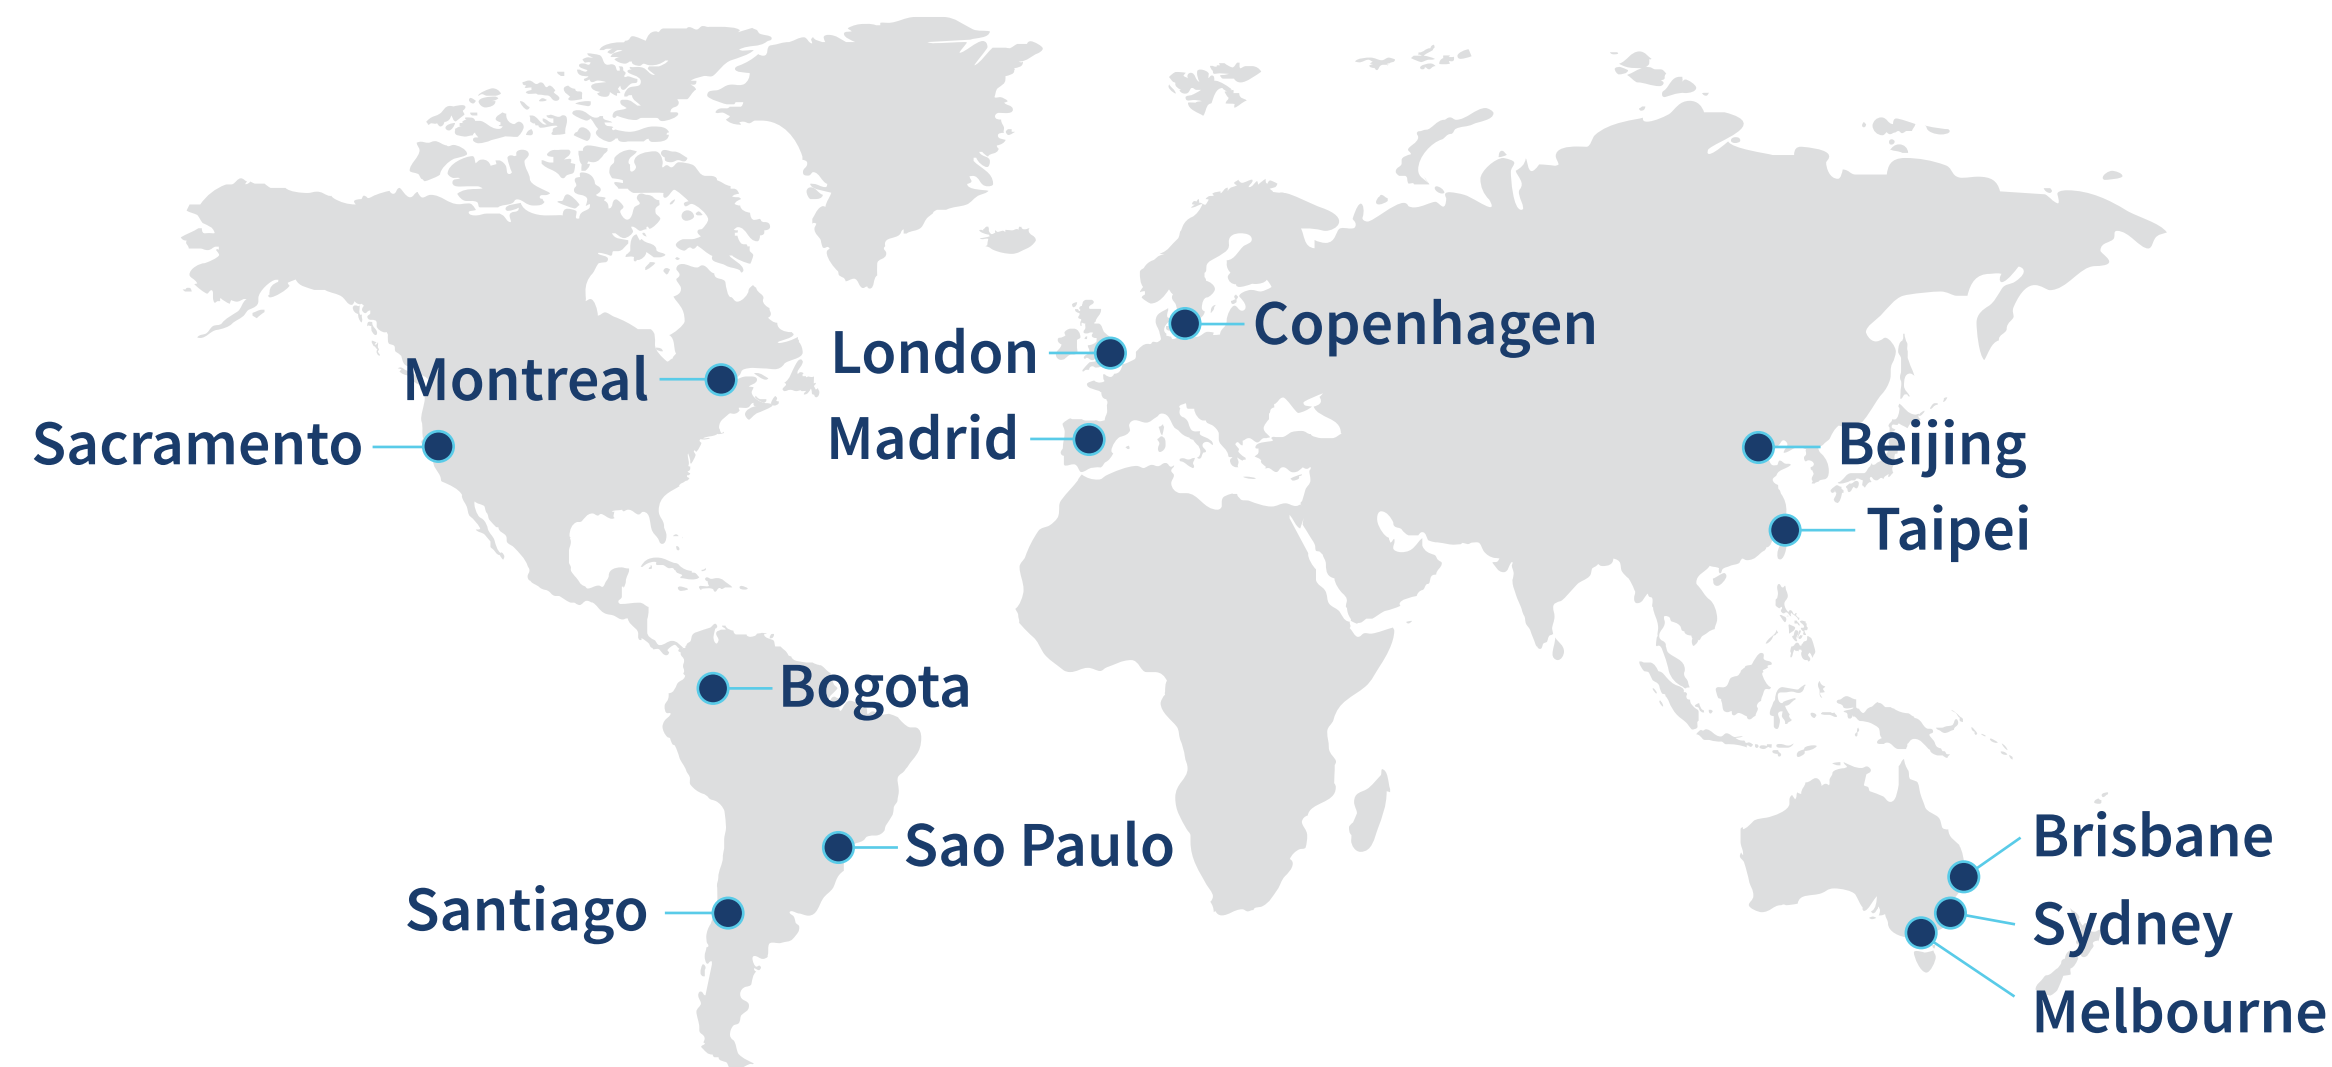 Copenhagen
London
Montreal
Madrid
Sacramento
Beijing
Taipei
Bogota
Sao Paulo
Brisbane
Santiago
Sydney
Melbourne